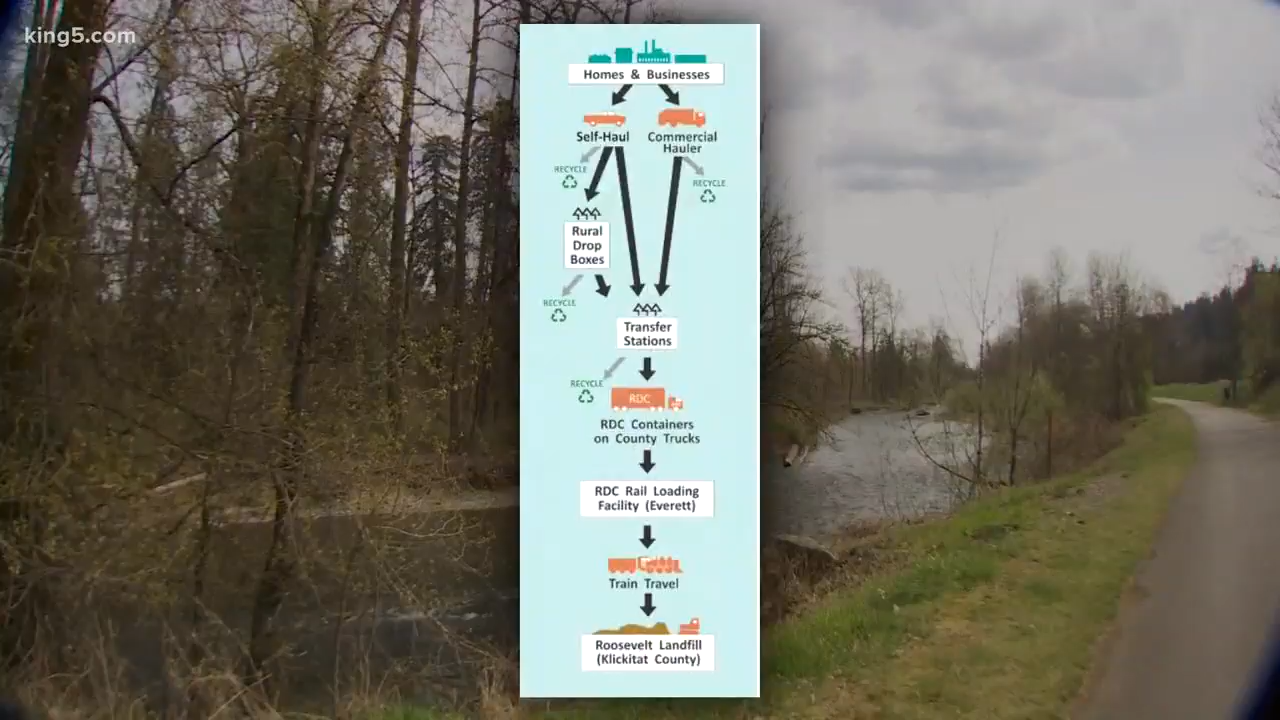 king5.com
Homes & Businesses
Self-Haul
Commercial
Hauler
RECYCLE
RECYCLE
Rural
Drop
Boxes
RECYCLE
Transfer
Stations
RECYCLE
RDC
RDC Containers
on County Trucks
RDC Rail Loading
Facility (Everett)
Train Travel
Roosevelt Landfill
(Klickitat County)